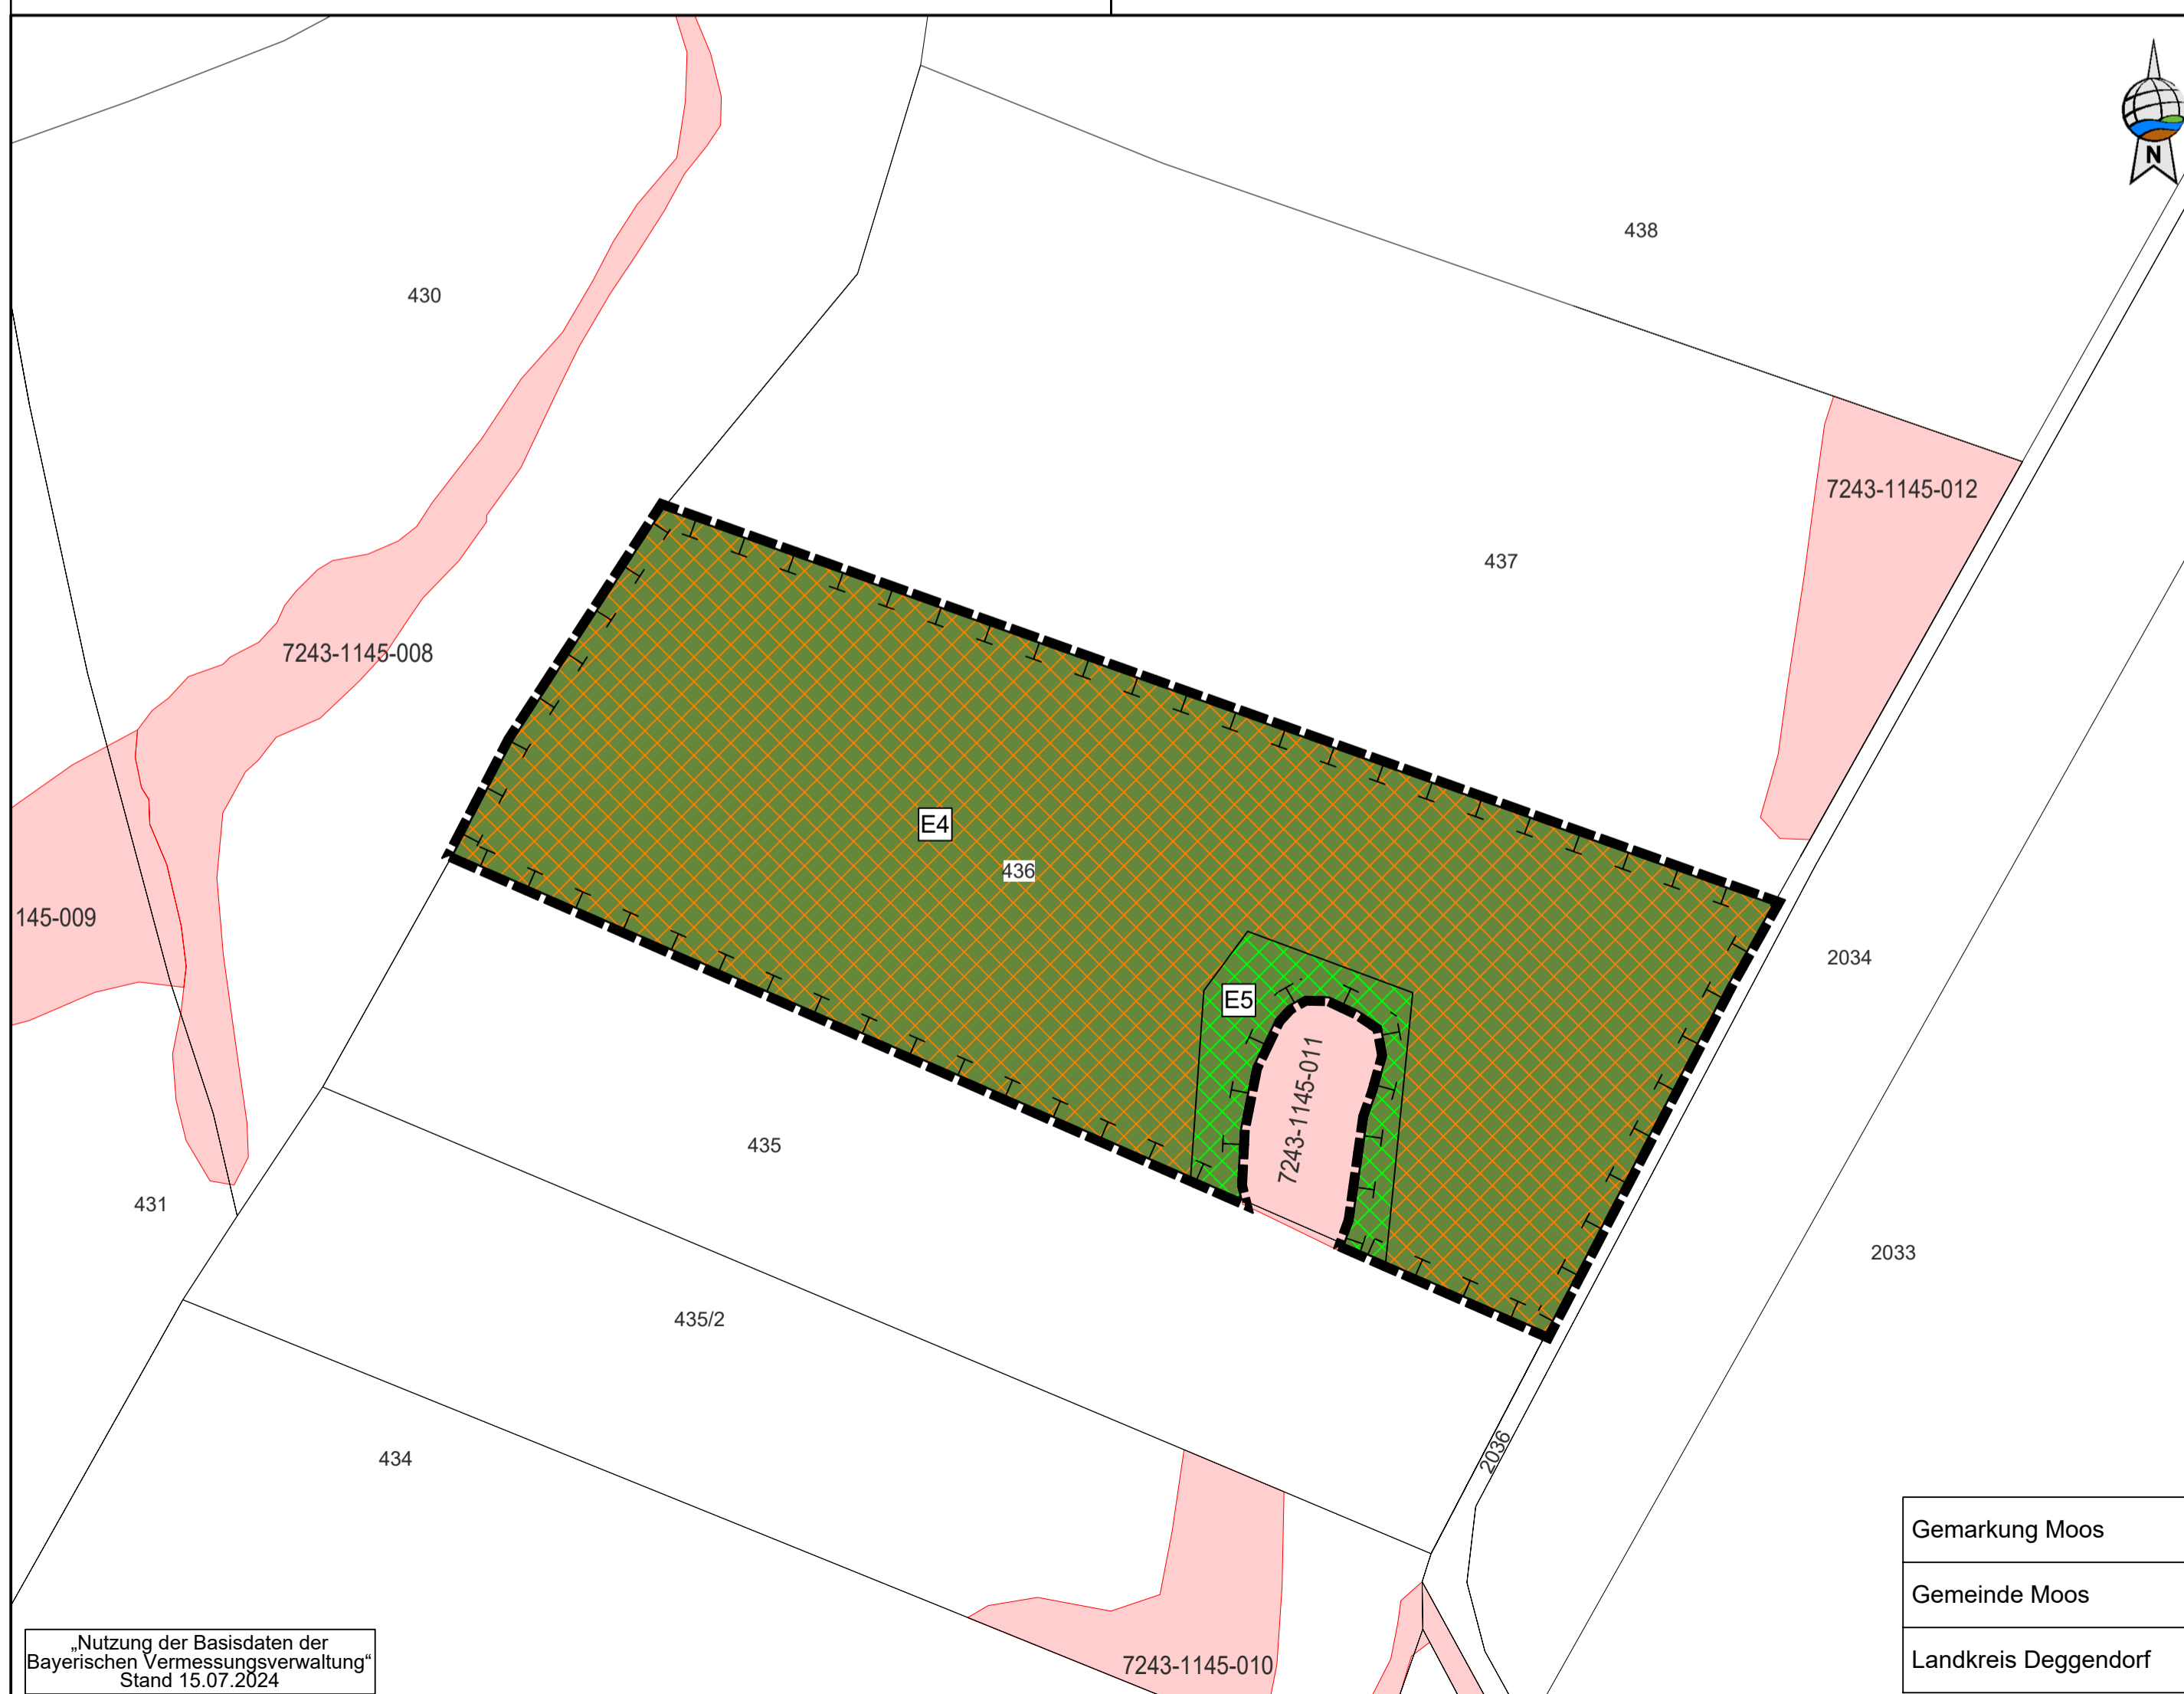 N
438
430
7243-1145-012
437
7243-1145-008
E4
436
145-009
2034
E5
7243-1145-011
435
431
2033
435/2
2036
434
Gemarkung Moos
Gemeinde Moos
„Nutzung der Basisdaten der
Bayerischen Vermessungsverwaltung“
Stand 15.07.2024
7243-1145-010
Landkreis Deggendorf